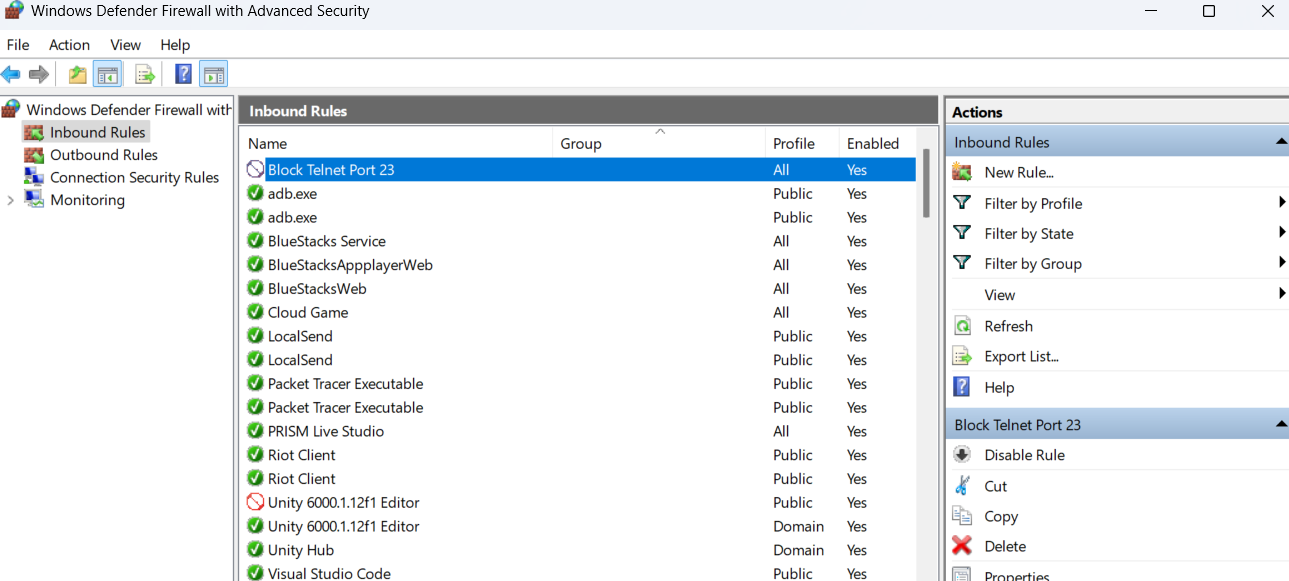 Windows Defender Firewall with Advanced Security
File Action View Help
Windows Defender Firewall with
Inbound Rules
Outbound Rules
Connection Security Rules
Monitoring
Inbound Rules
Name Group Profile Enabled
Block Telnet Port 23 All Yes
adb.exe Public Yes
adb.exe Public Yes
BlueStacks Service All Yes
BlueStacksAppplayerWeb All Yes
BlueStacksWeb All Yes
Cloud Game All Yes
LocalSend Public Yes
LocalSend Public Yes
Packet Tracer Executable Public Yes
Packet Tracer Executable Public Yes
PRISM Live Studio All Yes
Riot Client Public Yes
Riot Client Public Yes
Unity 6000.1.12f1 Editor Public Yes
Unity 6000.1.12f1 Editor Domain Yes
Unity Hub Domain Yes
Visual Studio Code Public Yes
Actions
Inbound Rules
New Rule...
Filter by Profile
Filter by State
Filter by Group
View
Refresh
Export List...
Help
Block Telnet Port 23
Disable Rule
Cut
Copy
Delete
Properties